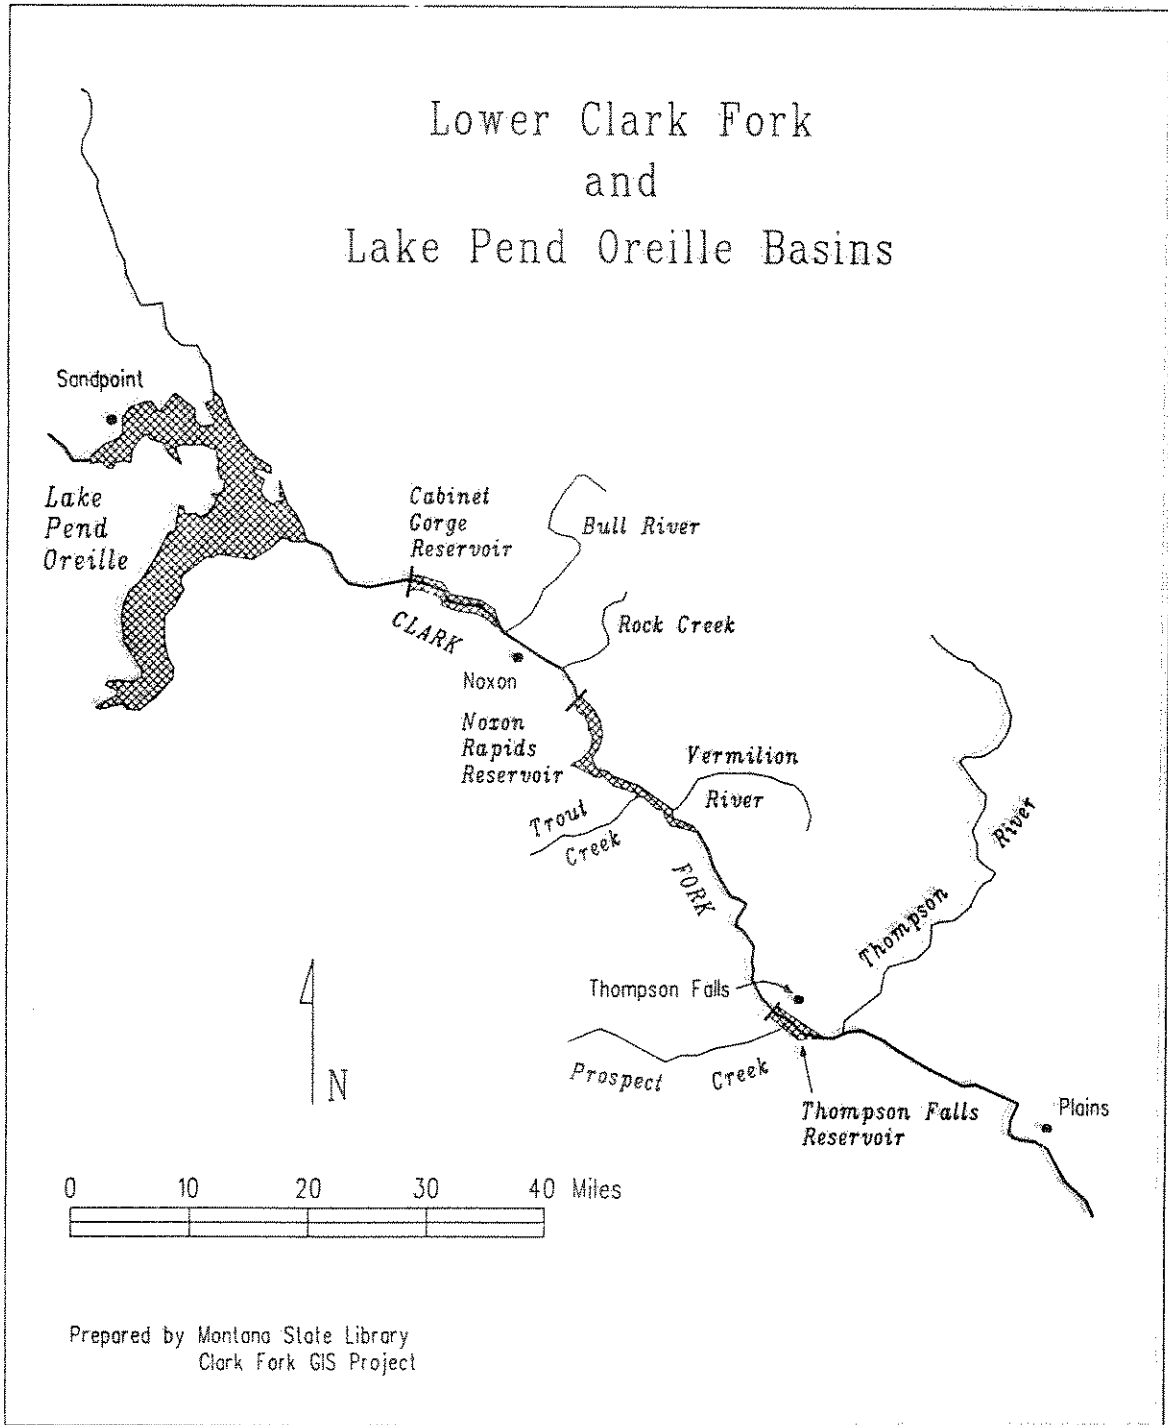 Lower Clark Fork
and
Lake Pend Oreille Basins
Sandpoint
Lake
Pend
Oreille
Cabinet
Gorge
Reservoir
Bull River
CLARK
Rock Creek
Noxon
Noxon
Rapids
Reservoir
Vermilion
River
Trout
Creek
FORK
River
Thompson
Thompson Falls
Prospect
Creek
Thompson Falls
Reservoir
Plains
N
0 10 20 30 40 Miles
Prepared by Montana State Library
Clark Fork GIS Project